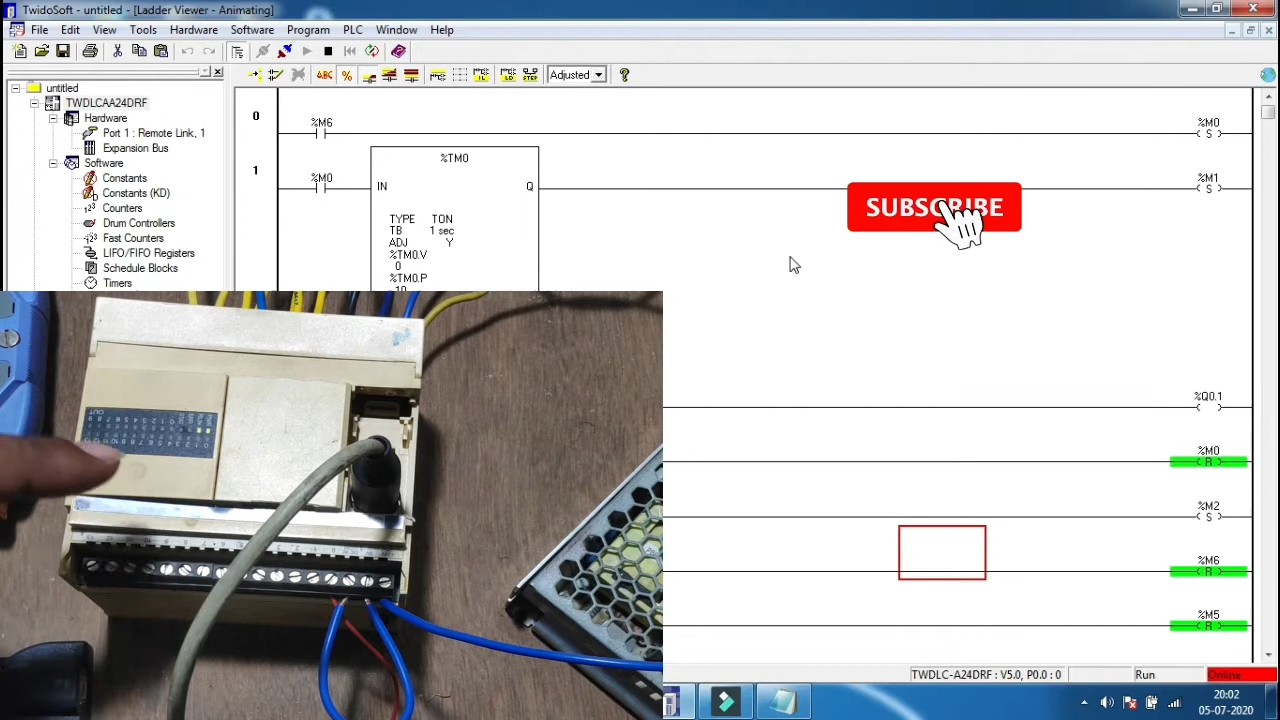 TwidoSoft - untitled - [Ladder Viewer - Animating]
File Edit View Tools Hardware Software Program PLC Window Help
ABC % Adjusted ?
untitled
TWDLCAA24DRF
Hardware
Port 1 : Remote Link, 1
Expansion Bus
Software
Constants
Constants (KD)
Counters
Drum Controllers
Fast Counters
LIFO/FIFO Registers
Schedule Blocks
Timers
0
%M6
%M0
S
1
%M0
%TM0
IN
Q
TYPE TON
TB 1 sec
ADJ Y
%TM0.V
0
%TM0.P
10
%M1
S
SUBSCRIBE
%Q0.1
%M0
R
%M2
S
%M6
R
%M5
R
TWDLC-A24DRF : V5.0, P0.0 : 0
Run
Online
20:02
05-07-2020